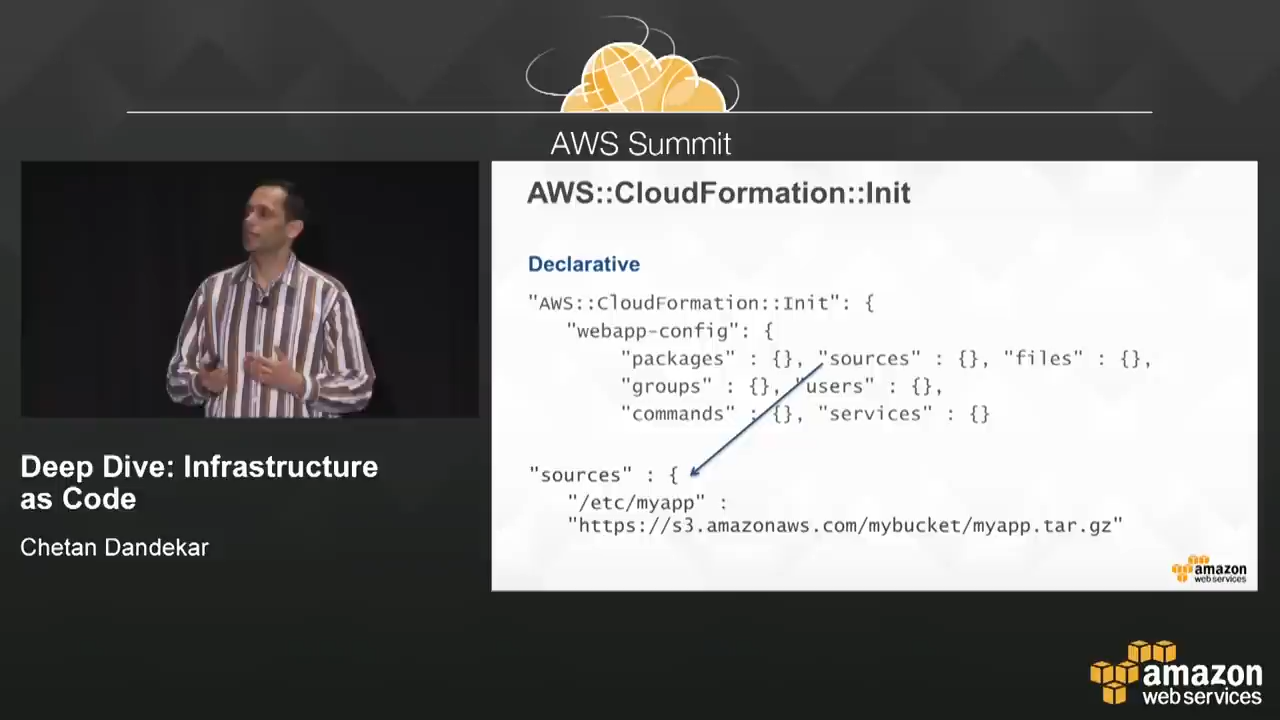 AWS Summit
AWS::CloudFormation::Init
Declarative
"AWS::CloudFormation::Init": {
"webapp-config": {
"packages" : {}, "sources" : {}, "files" : {},
"groups" : {}, "users" : {},
"commands" : {}, "services" : {}
"sources" : {
"/etc/myapp" :
"https://s3.amazonaws.com/mybucket/myapp.tar.gz"
amazon
web services
Deep Dive: Infrastructure
as Code
Chetan Dandekar
amazon
web services